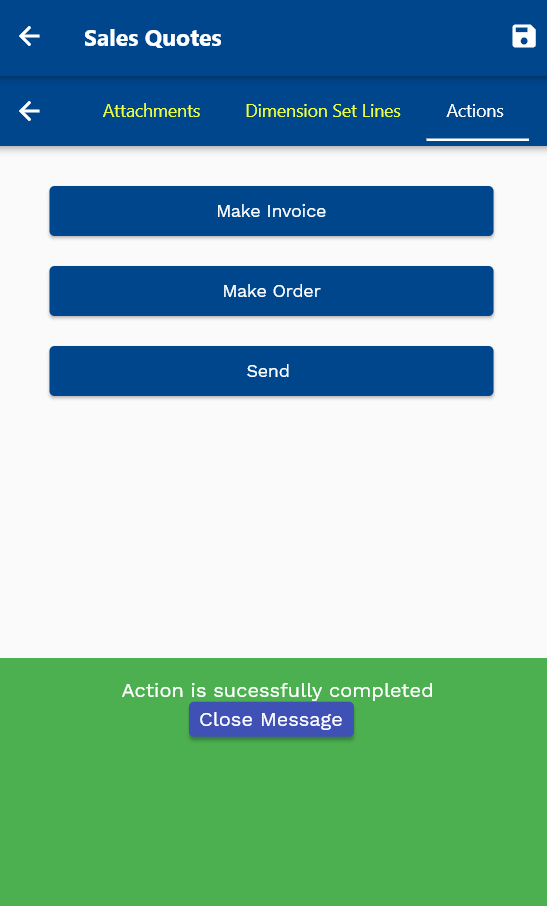 Sales Quotes
Attachments Dimension Set Lines Actions
Make Invoice
Make Order
Send
Action is sucessfully completed
Close Message